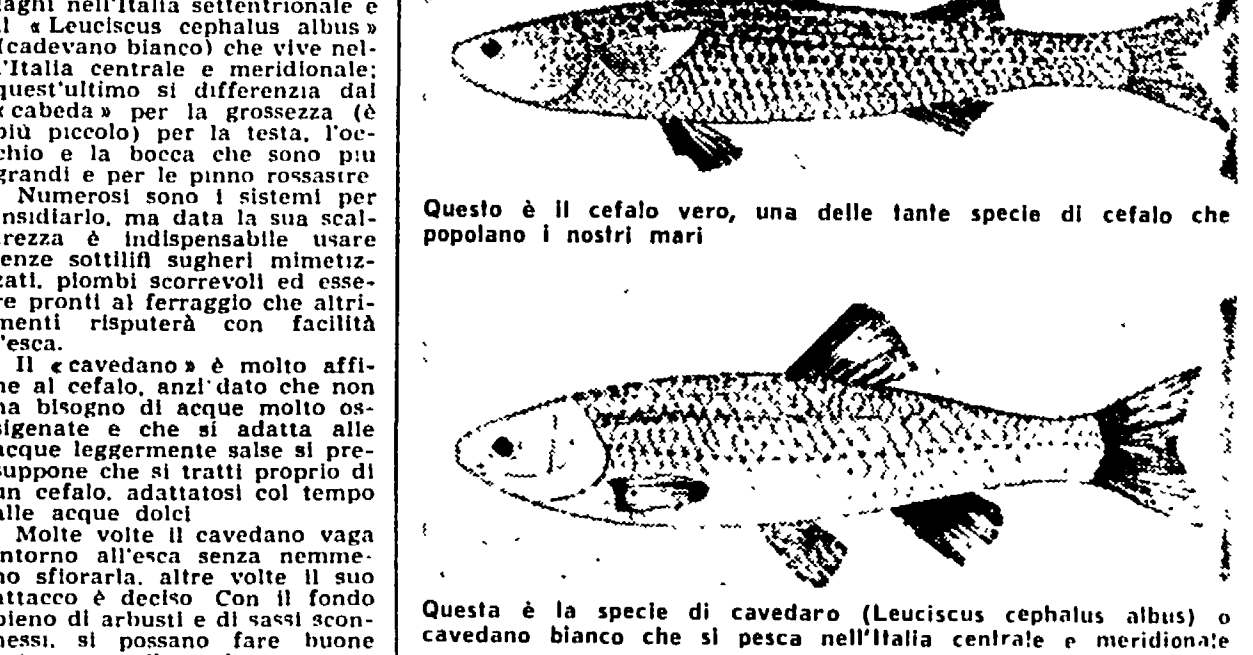 laghi nell'Italia settentrionale e
il « Leuciscus cephalus albus »
(cadevano bianco) che vive nel-
l'Italia centrale e meridionale;
quest'ultimo si differenzia dal
« cabeda » per la grossezza (è
più piccolo) per la testa, l'oc-
chio e la bocca che sono più
grandi e per le pinno rossastre
Numerosi sono i sistemi per
insidiarlo, ma data la sua scal-
trezza è indispensabile usare
lenze sottilifi sugheri mimetiz-
zati, piombi scorrevoli ed esse-
re pronti al ferraggio che altri-
menti risputerà con facilità
l'esca.
Il « cavedano » è molto affi-
ne al cefalo, anzi dato che non
ha bisogno di acque molto os-
sigenate e che si adatta alle
acque leggermente salse si pre-
suppone che si tratti proprio di
un cefalo, adattatosi col tempo
alle acque dolci
Molte volte il cavedano vaga
intorno all'esca senza nemme-
no sfiorarla, altre volte il suo
attacco è deciso Con il fondo
pieno di arbusti e di sassi scon-
nessi, si possano fare buone
Questo è il cefalo vero, una delle tante specie di cefalo che
popolano i nostri mari
Questa è la specie di cavedaro (Leuciscus cephalus albus) o
cavedano bianco che si pesca nell'Italia centrale e meridionale